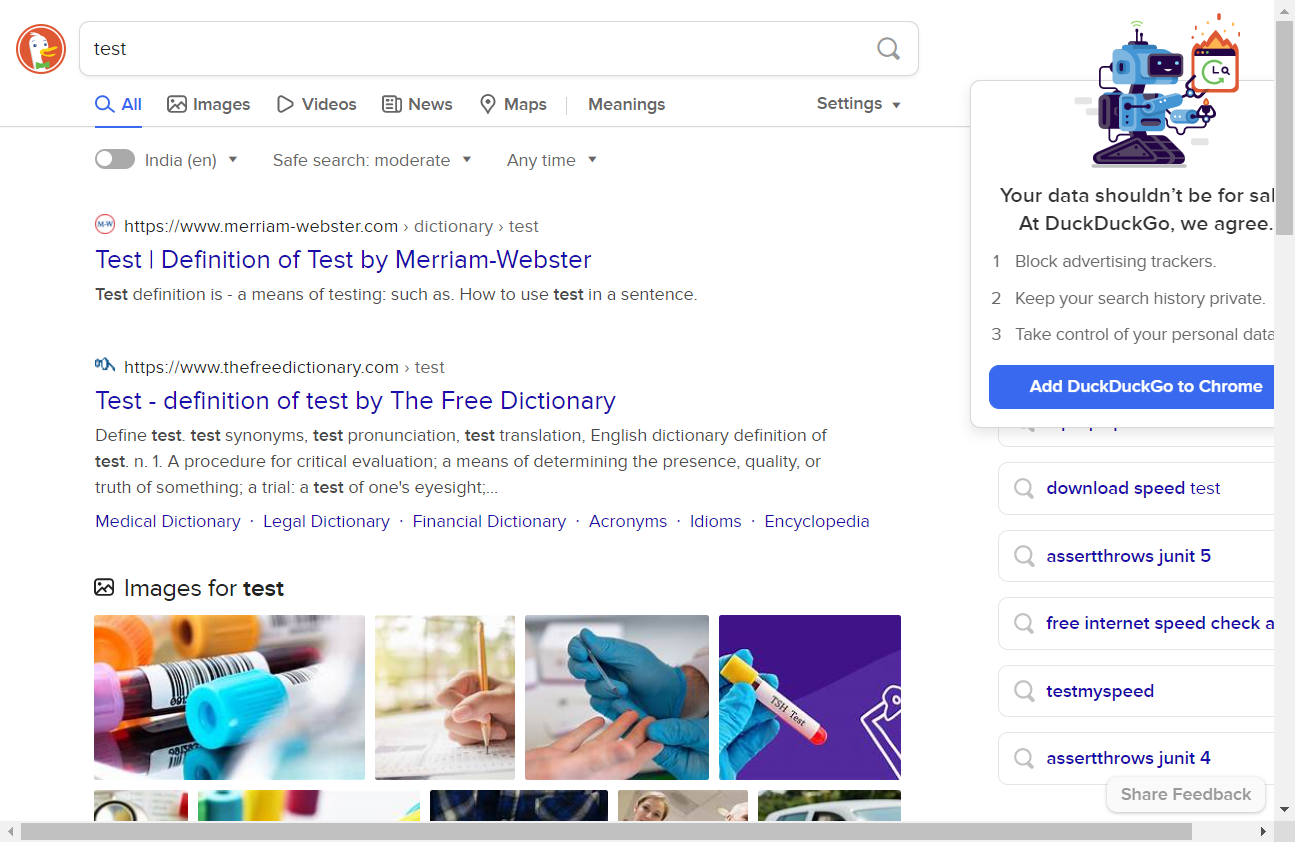 test
All Images Videos News Maps Meanings Settings
India (en) Safe search: moderate Any time
https://www.merriam-webster.com › dictionary › test
Test | Definition of Test by Merriam-Webster
Test definition is - a means of testing: such as. How to use test in a sentence.
https://www.thefreedictionary.com › test
Test - definition of test by The Free Dictionary
Define test. test synonyms, test pronunciation, test translation, English dictionary definition of
test. n. 1. A procedure for critical evaluation; a means of determining the presence, quality, or
truth of something; a trial: a test of one's eyesight;...
Medical Dictionary · Legal Dictionary · Financial Dictionary · Acronyms · Idioms · Encyclopedia
Images for test
TSH Test
Your data shouldn’t be for sal
At DuckDuckGo, we agree.
1 Block advertising trackers.
2 Keep your search history private.
3 Take control of your personal data
Add DuckDuckGo to Chrome
download speed test
assertthrows junit 5
free internet speed check a
testmyspeed
assertthrows junit 4
Share Feedback